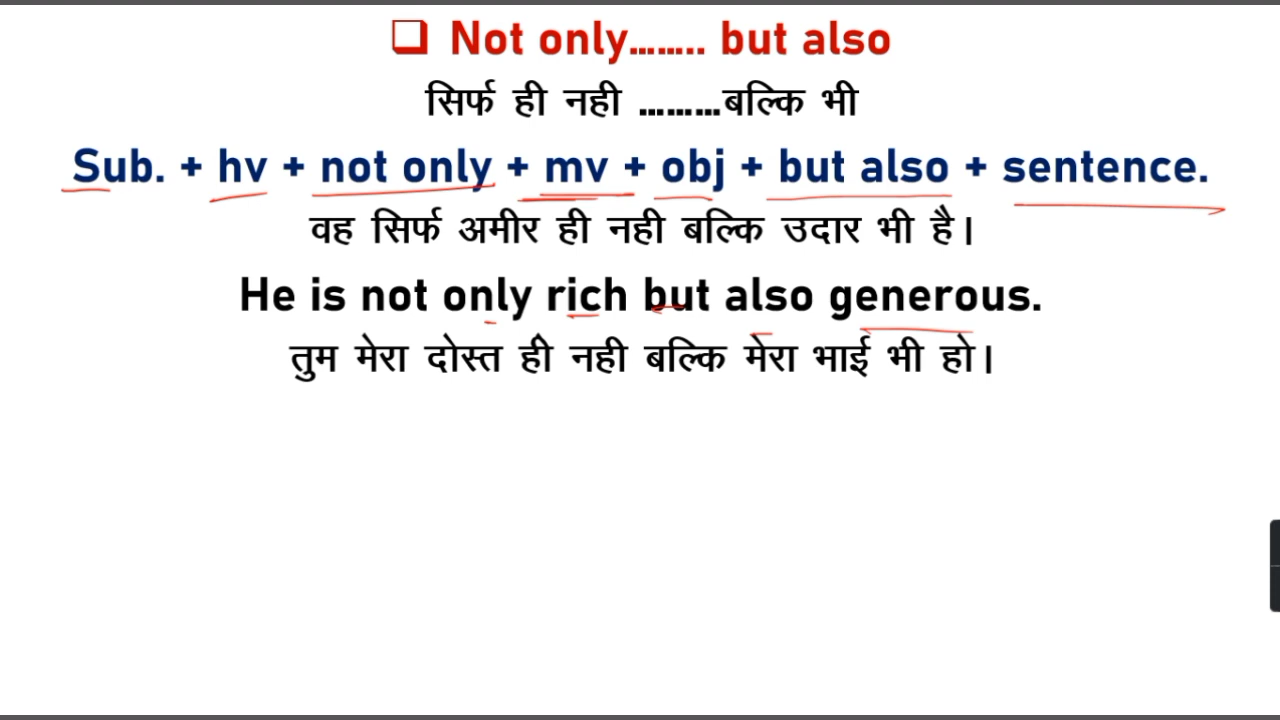 ❑ Not only........ but also
सिर्फ ही नही .........बल्कि भी
Sub. + hv + not only + mv + obj + but also + sentence.
वह सिर्फ अमीर ही नही बल्कि उदार भी है।
He is not only rich but also generous.
तुम मेरा दोस्त ही नही बल्कि मेरा भाई भी हो।